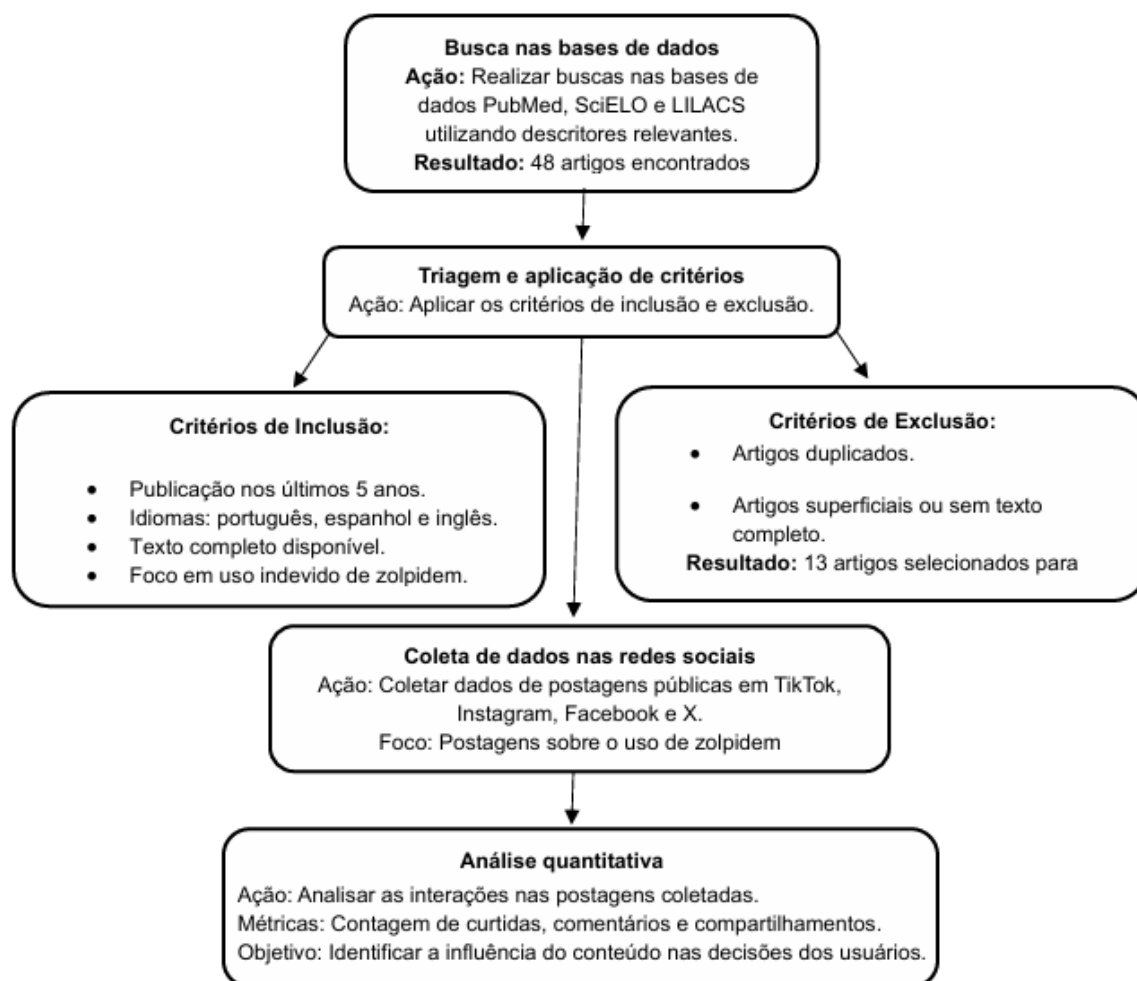 Busca nas bases de dados
Ação: Realizar buscas nas bases de
dados PubMed, SciELO e LILACS
utilizando descritores relevantes.
Resultado: 48 artigos encontrados
Triagem e aplicação de critérios
Ação: Aplicar os critérios de inclusão e exclusão.
Critérios de Inclusão:
• Publicação nos últimos 5 anos.
• Idiomas: português, espanhol e inglês.
• Texto completo disponível.
• Foco em uso indevido de zolpidem.
Critérios de Exclusão:
• Artigos duplicados.
• Artigos superficiais ou sem texto
completo.
Resultado: 13 artigos selecionados para
Coleta de dados nas redes sociais
Ação: Coletar dados de postagens públicas em TikTok,
Instagram, Facebook e X.
Foco: Postagens sobre o uso de zolpidem
Análise quantitativa
Ação: Analisar as interações nas postagens coletadas.
Métricas: Contagem de curtidas, comentários e compartilhamentos.
Objetivo: Identificar a influência do conteúdo nas decisões dos usuários.